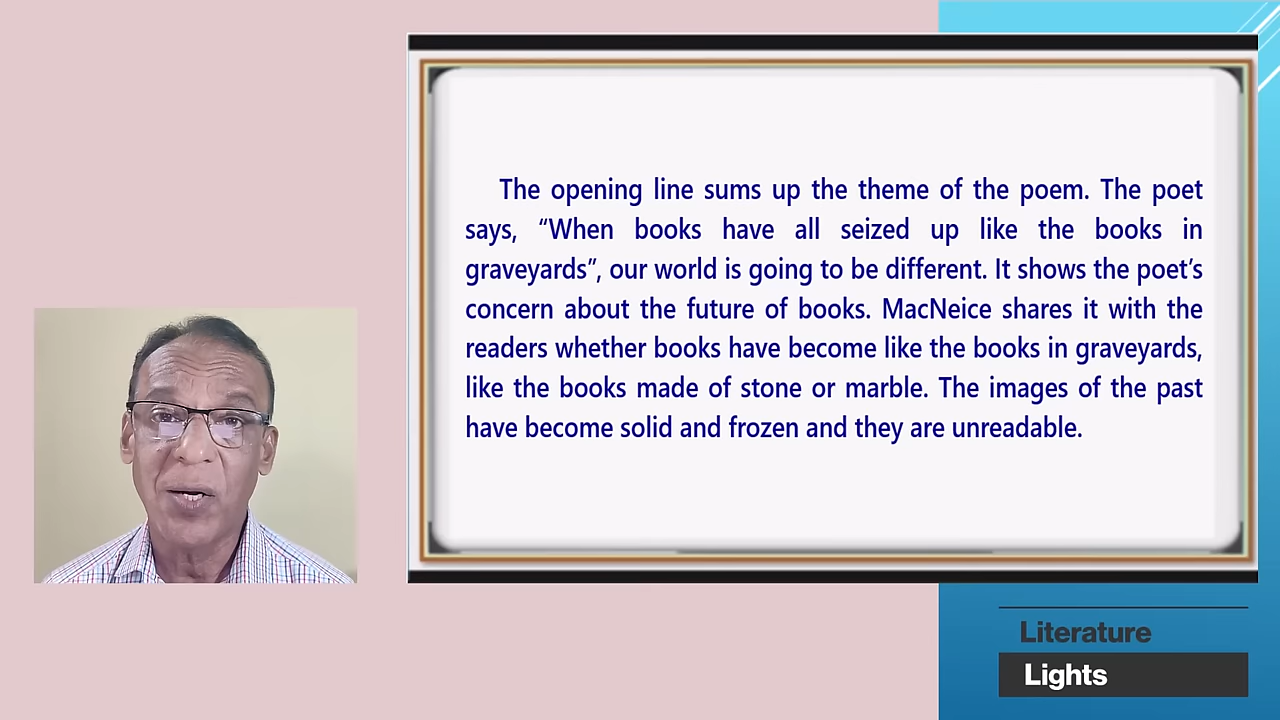 The opening line sums up the theme of the poem. The poet
says, “When books have all seized up like the books in
graveyards”, our world is going to be different. It shows the poet’s
concern about the future of books. MacNeice shares it with the
readers whether books have become like the books in graveyards,
like the books made of stone or marble. The images of the past
have become solid and frozen and they are unreadable.
Literature
Lights